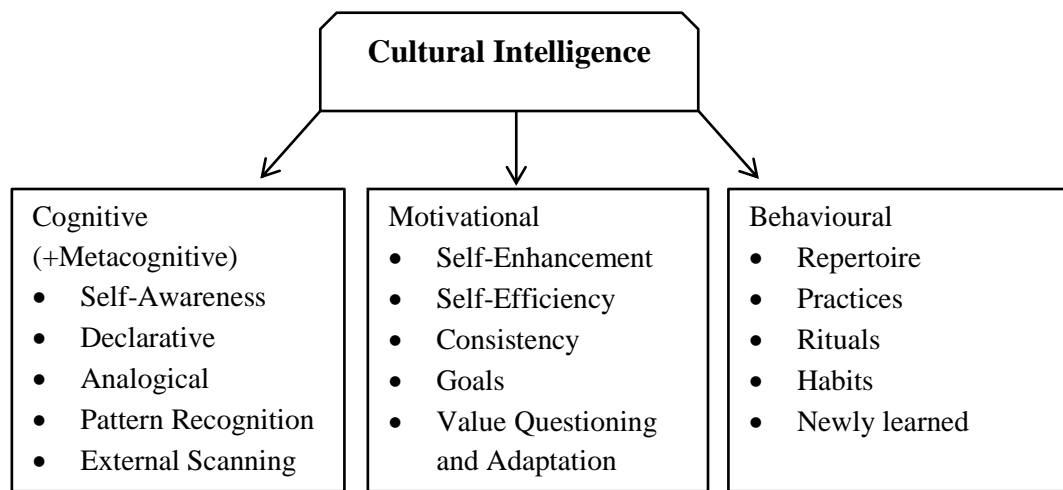 Cultural Intelligence
Cognitive
(+Metacognitive)
• Self-Awareness
• Declarative
• Analogical
• Pattern Recognition
• External Scanning
Motivational
• Self-Enhancement
• Self-Efficiency
• Consistency
• Goals
• Value Questioning
and Adaptation
Behavioural
• Repertoire
• Practices
• Rituals
• Habits
• Newly learned